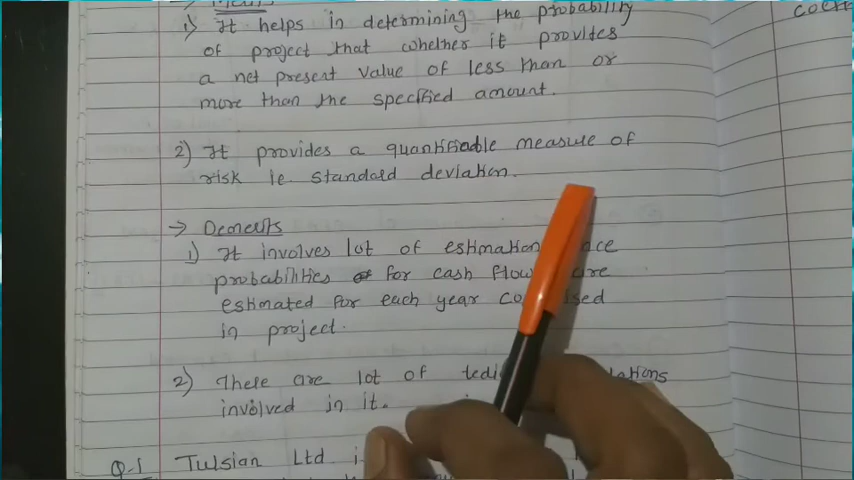 → Merits
i) It helps in determining the probability
of project that whether it provites
a net present value of less than or
more than the specified amount.
2) It provides a quantifiable measure of
risk ie. standard deviation.
→ Demerits
i) It involves lot of estimation
probabilities for cash flow are
estimated for each year
in project.
2) There are lot of
involved in it.
Q-1 Tulsian Ltd